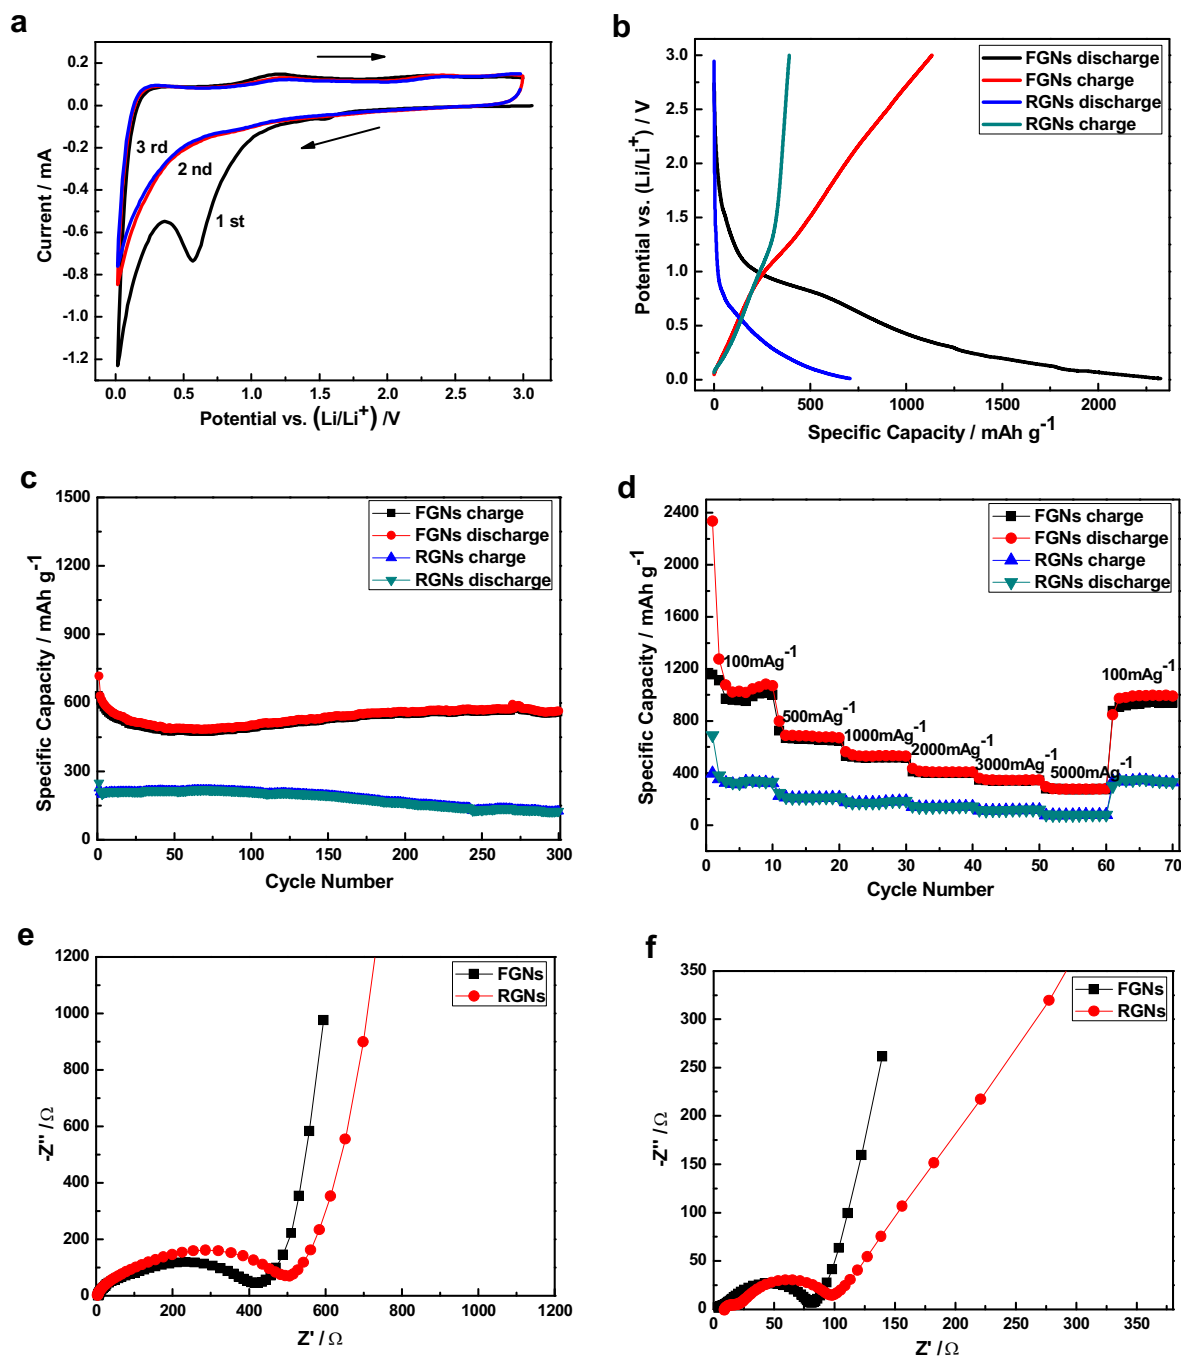 a
0.4
0.2
0.0
-0.2
-0.4
-0.6
-0.8
-1.0
-1.2
Current / mA
3 rd
2 nd
1 st
0.0 0.5 1.0 1.5 2.0 2.5 3.0
Potential vs. (Li/Li⁺) /V
b
3.0
2.5
2.0
1.5
1.0
0.5
0.0
Potential vs. (Li/Li⁺) / V
FGNs discharge
FGNs charge
RGNs discharge
RGNs charge
0 500 1000 1500 2000
Specific Capacity / mAh g⁻¹
c
1500
1200
900
600
300
0
Specific Capacity / mAh g⁻¹
FGNs charge
FGNs discharge
RGNs charge
RGNs discharge
0 50 100 150 200 250 300
Cycle Number
d
2400
2000
1600
1200
800
400
0
Specific Capacity / mAh g⁻¹
FGNs charge
FGNs discharge
RGNs charge
RGNs discharge
100mAg⁻¹
500mAg⁻¹
1000mAg⁻¹
2000mAg⁻¹
3000mAg⁻¹
5000mAg⁻¹
100mAg⁻¹
0 10 20 30 40 50 60 70
Cycle Number
e
1200
1000
800
600
400
200
0
-Z'' / Ω
FGNs
RGNs
0 200 400 600 800 1000 1200
Z' / Ω
f
350
300
250
200
150
100
50
0
-Z'' / Ω
FGNs
RGNs
0 50 100 150 200 250 300 350
Z' / Ω